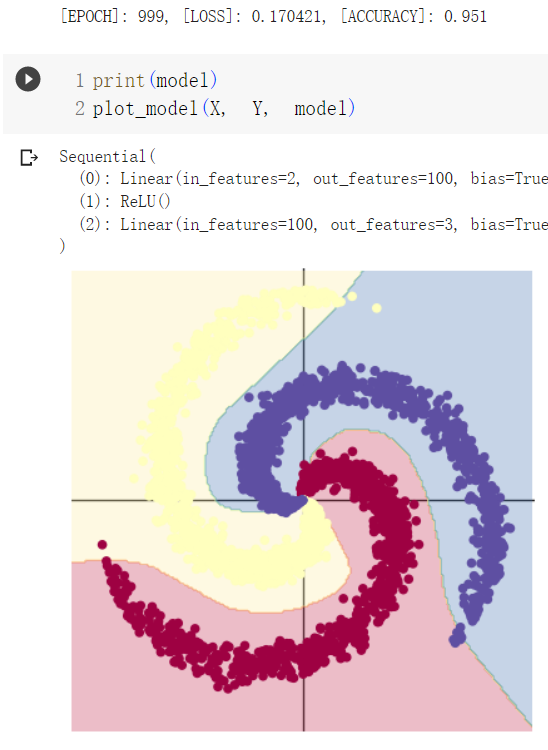 [EPOCH]: 999, [LOSS]: 0.170421, [ACCURACY]: 0.951
1 print(model)
2 plot_model(X, Y, model)
Sequential(
(0): Linear(in_features=2, out_features=100, bias=True
(1): ReLU()
(2): Linear(in_features=100, out_features=3, bias=True
)